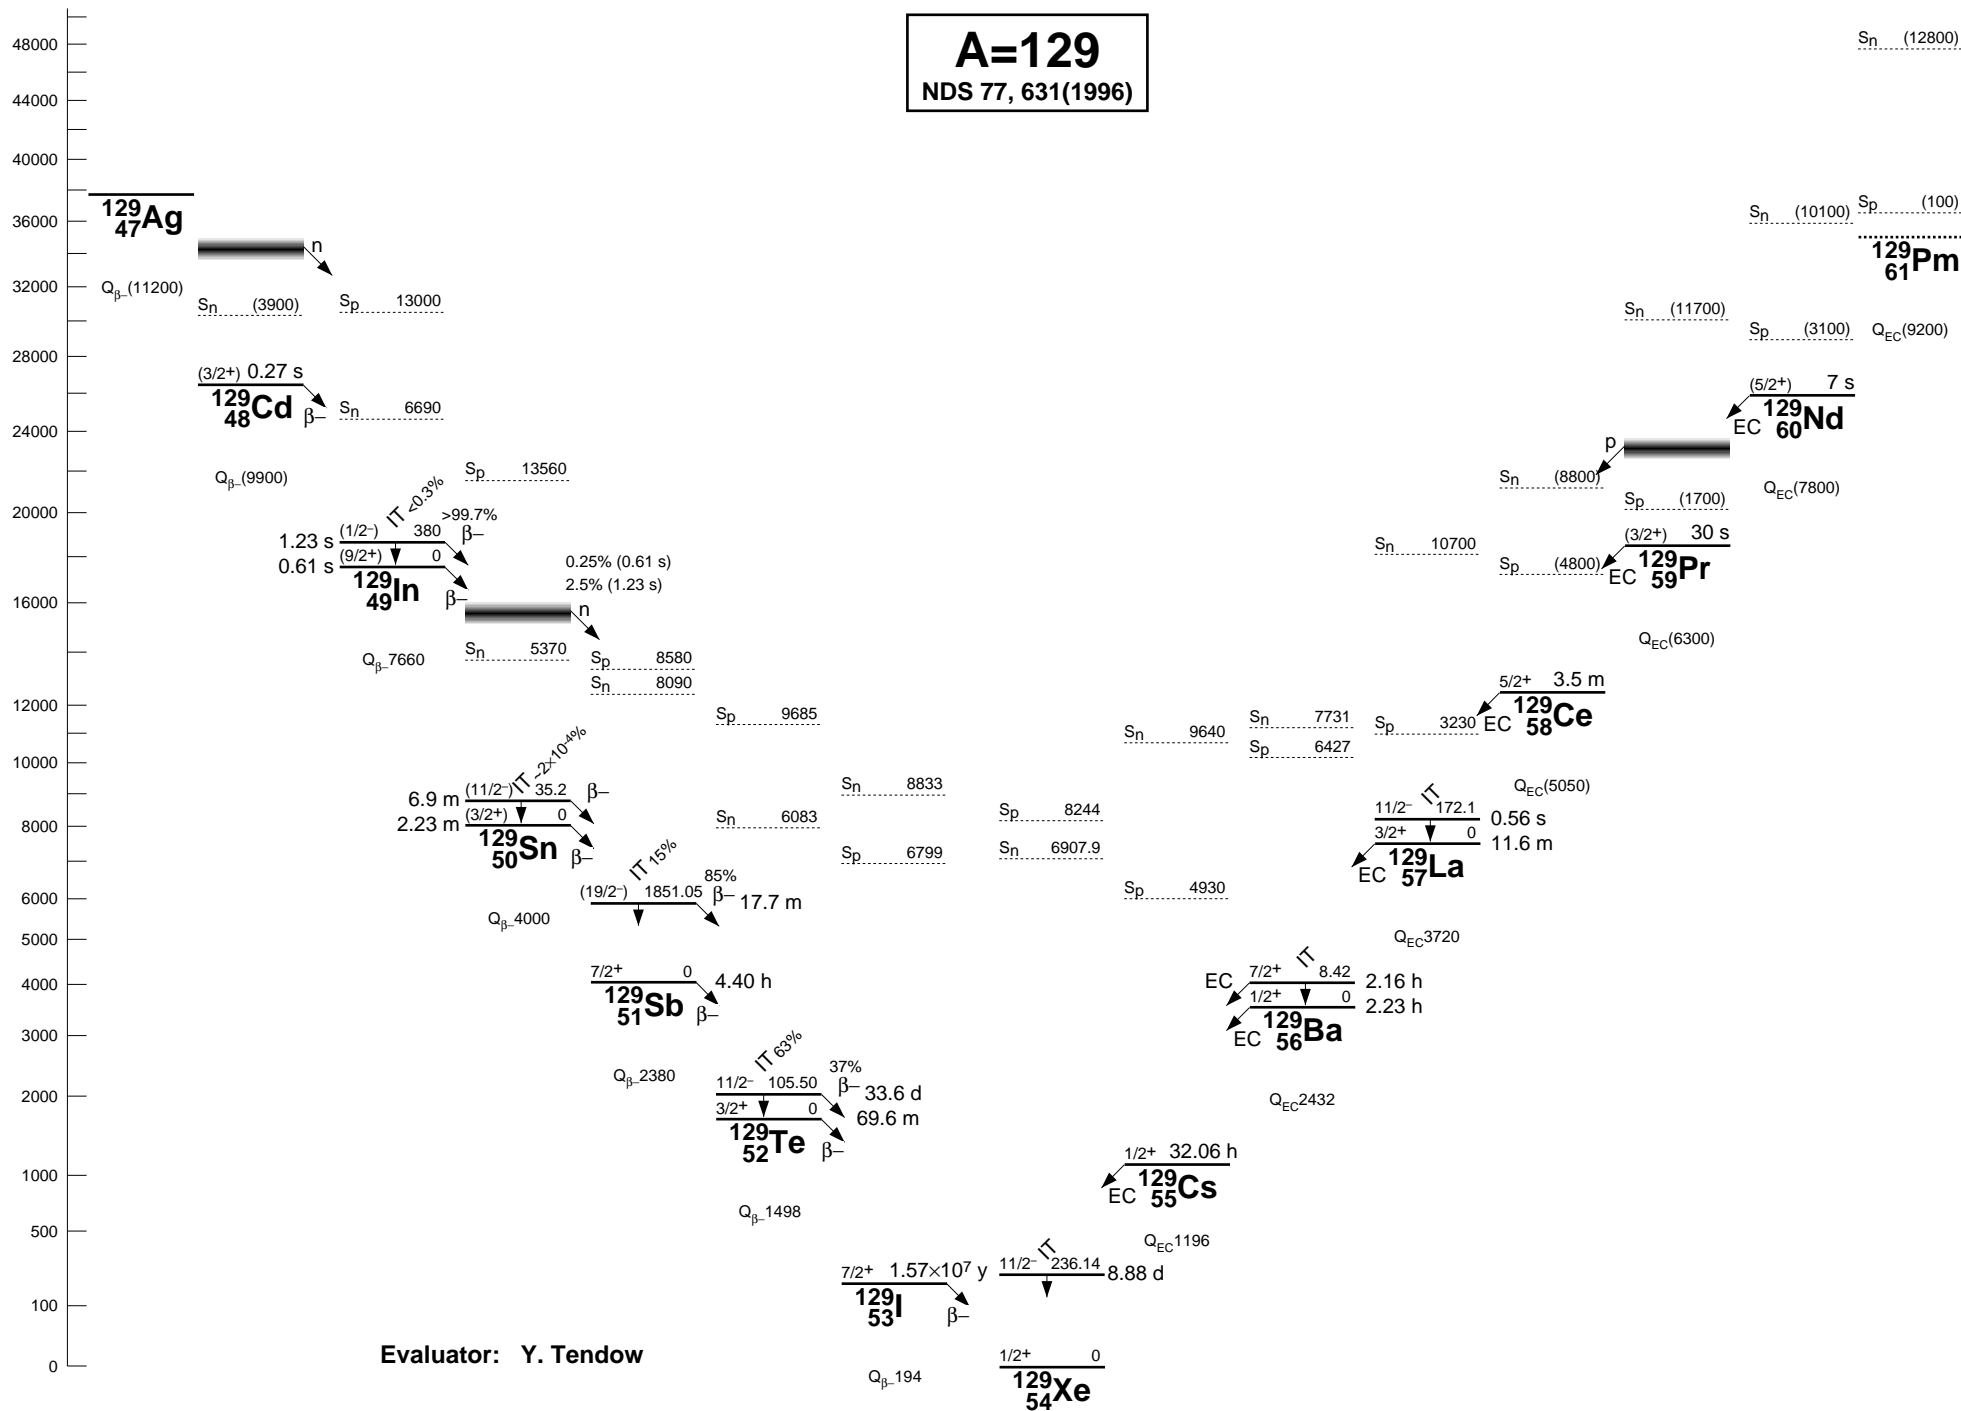 A=129
NDS 77, 631(1996)
48000
44000
40000
36000
32000
28000
24000
20000
16000
12000
10000
8000
6000
5000
4000
3000
2000
1000
500
100
0
129
47Ag
Qβ−(11200)
n
Sn (3900)
(3/2+) 0.27 s
129
48Cd
β−
Qβ−(9900)
Sp 13000
Sn 6690
IT <0.3%
>99.7%
β−
1.23 s (1/2−) 380
0.61 s (9/2+) 0
129
49In
β−
Qβ−7660
Sp 13560
0.25% (0.61 s)
2.5% (1.23 s)
n
Sn 5370
IT ~2×10-4%
6.9 m (11/2−) 35.2 β−
2.23 m (3/2+) 0
129
50Sn
β−
Qβ−4000
Sp 8580
Sn 8090
IT 15%
85%
(19/2−) 1851.05 β− 17.7 m
7/2+ 0 4.40 h
129
51Sb
β−
Qβ−2380
Sp 9685
Sn 6083
IT 63%
37%
11/2− 105.50 β− 33.6 d
3/2+ 0 69.6 m
129
52Te
β−
Qβ−1498
Sn 8833
Sp 6799
7/2+ 1.57×107 y
129
53I
β−
Qβ−194
Sp 8244
Sn 6907.9
IT
11/2− 236.14 8.88 d
1/2+ 0
129
54Xe
Sn 9640
Sp 4930
1/2+ 32.06 h
129
55Cs
EC
QEC1196
Sn 7731
Sp 6427
IT
EC 7/2+ 8.42 2.16 h
1/2+ 0 2.23 h
129
56Ba
EC
QEC2432
Sn 10700
Sp 3230
IT
11/2− 172.1 0.56 s
3/2+ 0 11.6 m
129
57La
EC
QEC3720
Sn (8800)
Sp (4800)
5/2+ 3.5 m
129
58Ce
EC
QEC(5050)
Sn (11700)
p
Sp (1700)
(3/2+) 30 s
129
59Pr
EC
QEC(6300)
Sn (10100)
Sp (3100)
(5/2+) 7 s
129
60Nd
EC
QEC(7800)
Sn (12800)
Sp (100)
129
61Pm
QEC(9200)
Evaluator: Y. Tendow